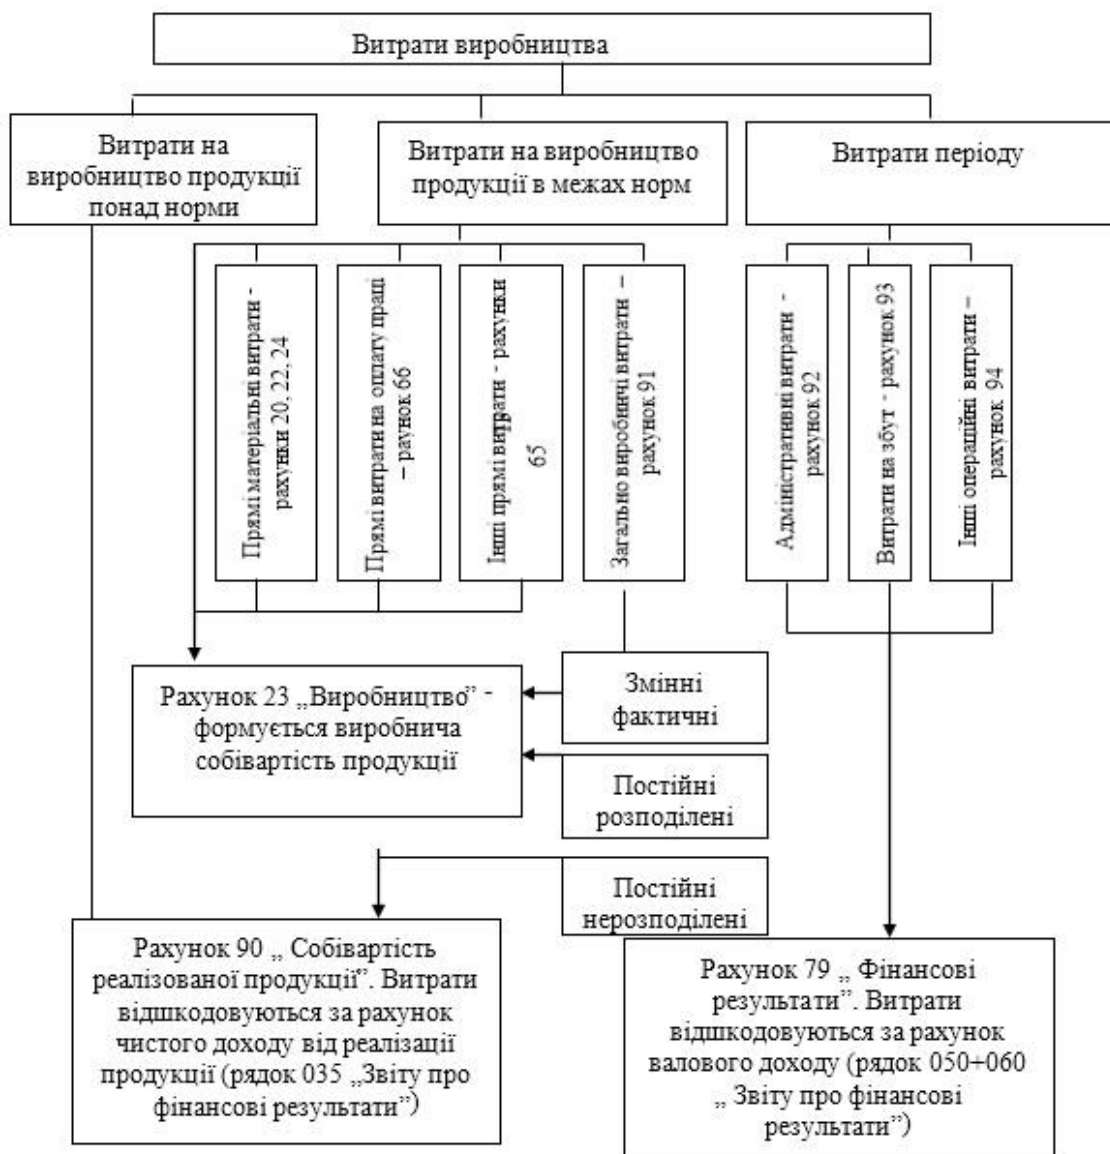 Витрати виробництва
Витрати на
виробництво продукції
понад норми
Витрати на виробництво
продукції в межах норм
Витрати періоду
Прямі матеріальні витрати -
рахунки 20, 22, 24
Прямі витрати на оплату праці
– раунок 66
Інші прямі витрати - рахунки
65
Загально виробничі витрати –
рахунок 91
Адміністративні витрати -
рахунок 92
Витрати на збут - рахунок 93
Інші операційні витрати –
рахунок 94
Рахунок 23 „Виробництво” -
формується виробнича
собівартість продукції
Змінні
фактичні
Постійні
розподілені
Постійні
нерозподілені
Рахунок 90 „ Собівартість
реалізованої продукції”. Витрати
відшкодовуються за рахунок
чистого доходу від реалізації
продукції (рядок 035 „Звіту про
фінансові результати”)
Рахунок 79 „ Фінансові
результати”. Витрати
відшкодовуються за рахунок
валового доходу (рядок 050+060
„ Звіту про фінансові
результати”)